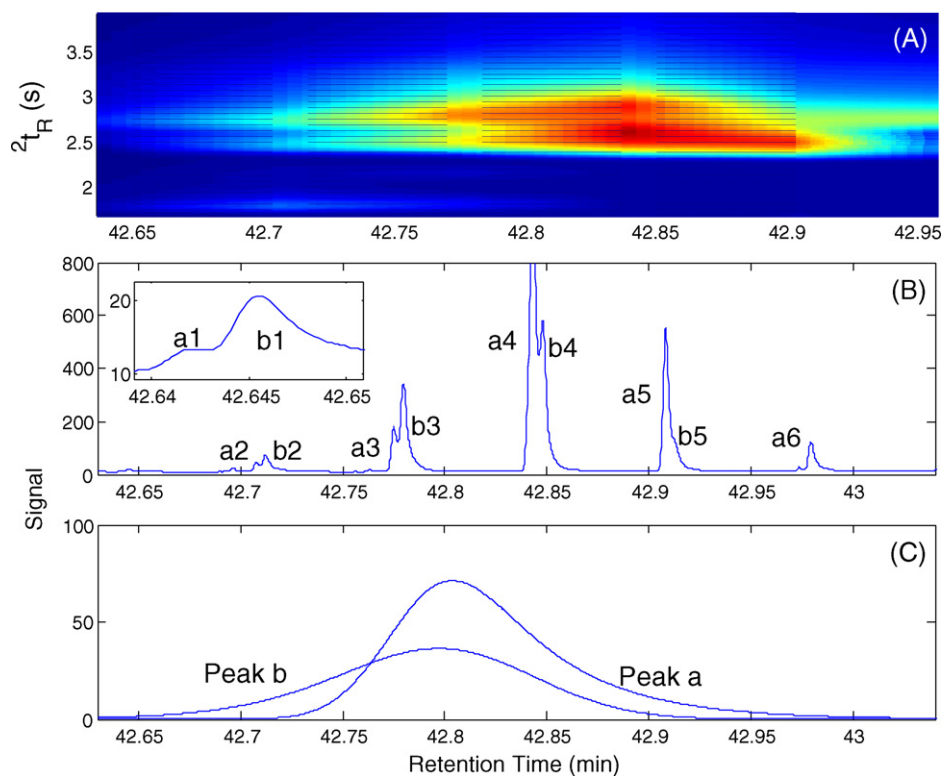 (A)
²tR (s)
3.5
3
2.5
2
42.65 42.7 42.75 42.8 42.85 42.9 42.95
(B)
800
600
400
200
0
20
10
a1
b1
42.64 42.645 42.65
a2 b2 a3 b3 a4 b4 a5 b5 a6
42.65 42.7 42.75 42.8 42.85 42.9 42.95 43
Signal
(C)
100
50
0
Peak b
Peak a
42.65 42.7 42.75 42.8 42.85 42.9 42.95 43
Retention Time (min)